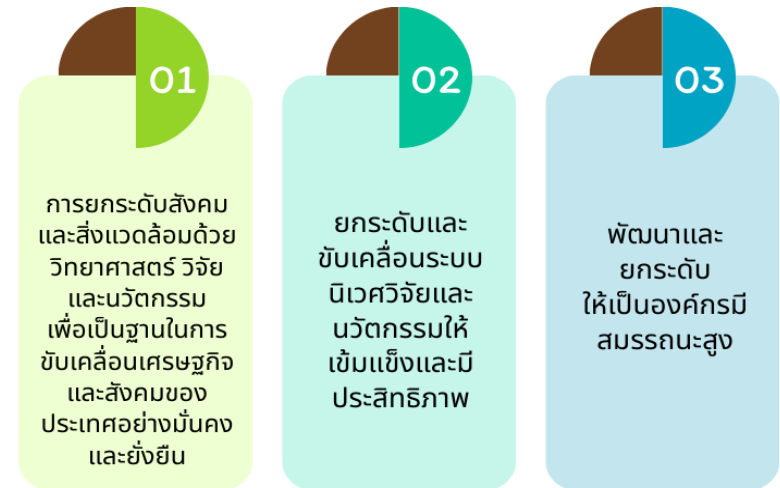 01
การยกระดับสังคม
และสิ่งแวดล้อมด้วย
วิทยาศาสตร์ วิจัย
และนวัตกรรม
เพื่อเป็นฐานในการ
ขับเคลื่อนเศรษฐกิจ
และสังคมของ
ประเทศอย่างมั่นคง
และยั่งยืน
02
ยกระดับและ
ขับเคลื่อนระบบ
นิเวศวิจัยและ
นวัตกรรมให้
เข้มแข็งและมี
ประสิทธิภาพ
03
พัฒนาและ
ยกระดับ
ให้เป็นองค์กรมี
สมรรถนะสูง